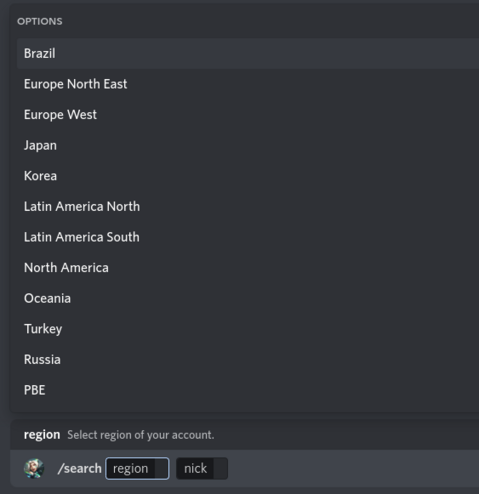 OPTIONS
Brazil
Europe North East
Europe West
Japan
Korea
Latin America North
Latin America South
North America
Oceania
Turkey
Russia
PBE
region Select region of your account.
/search region nick